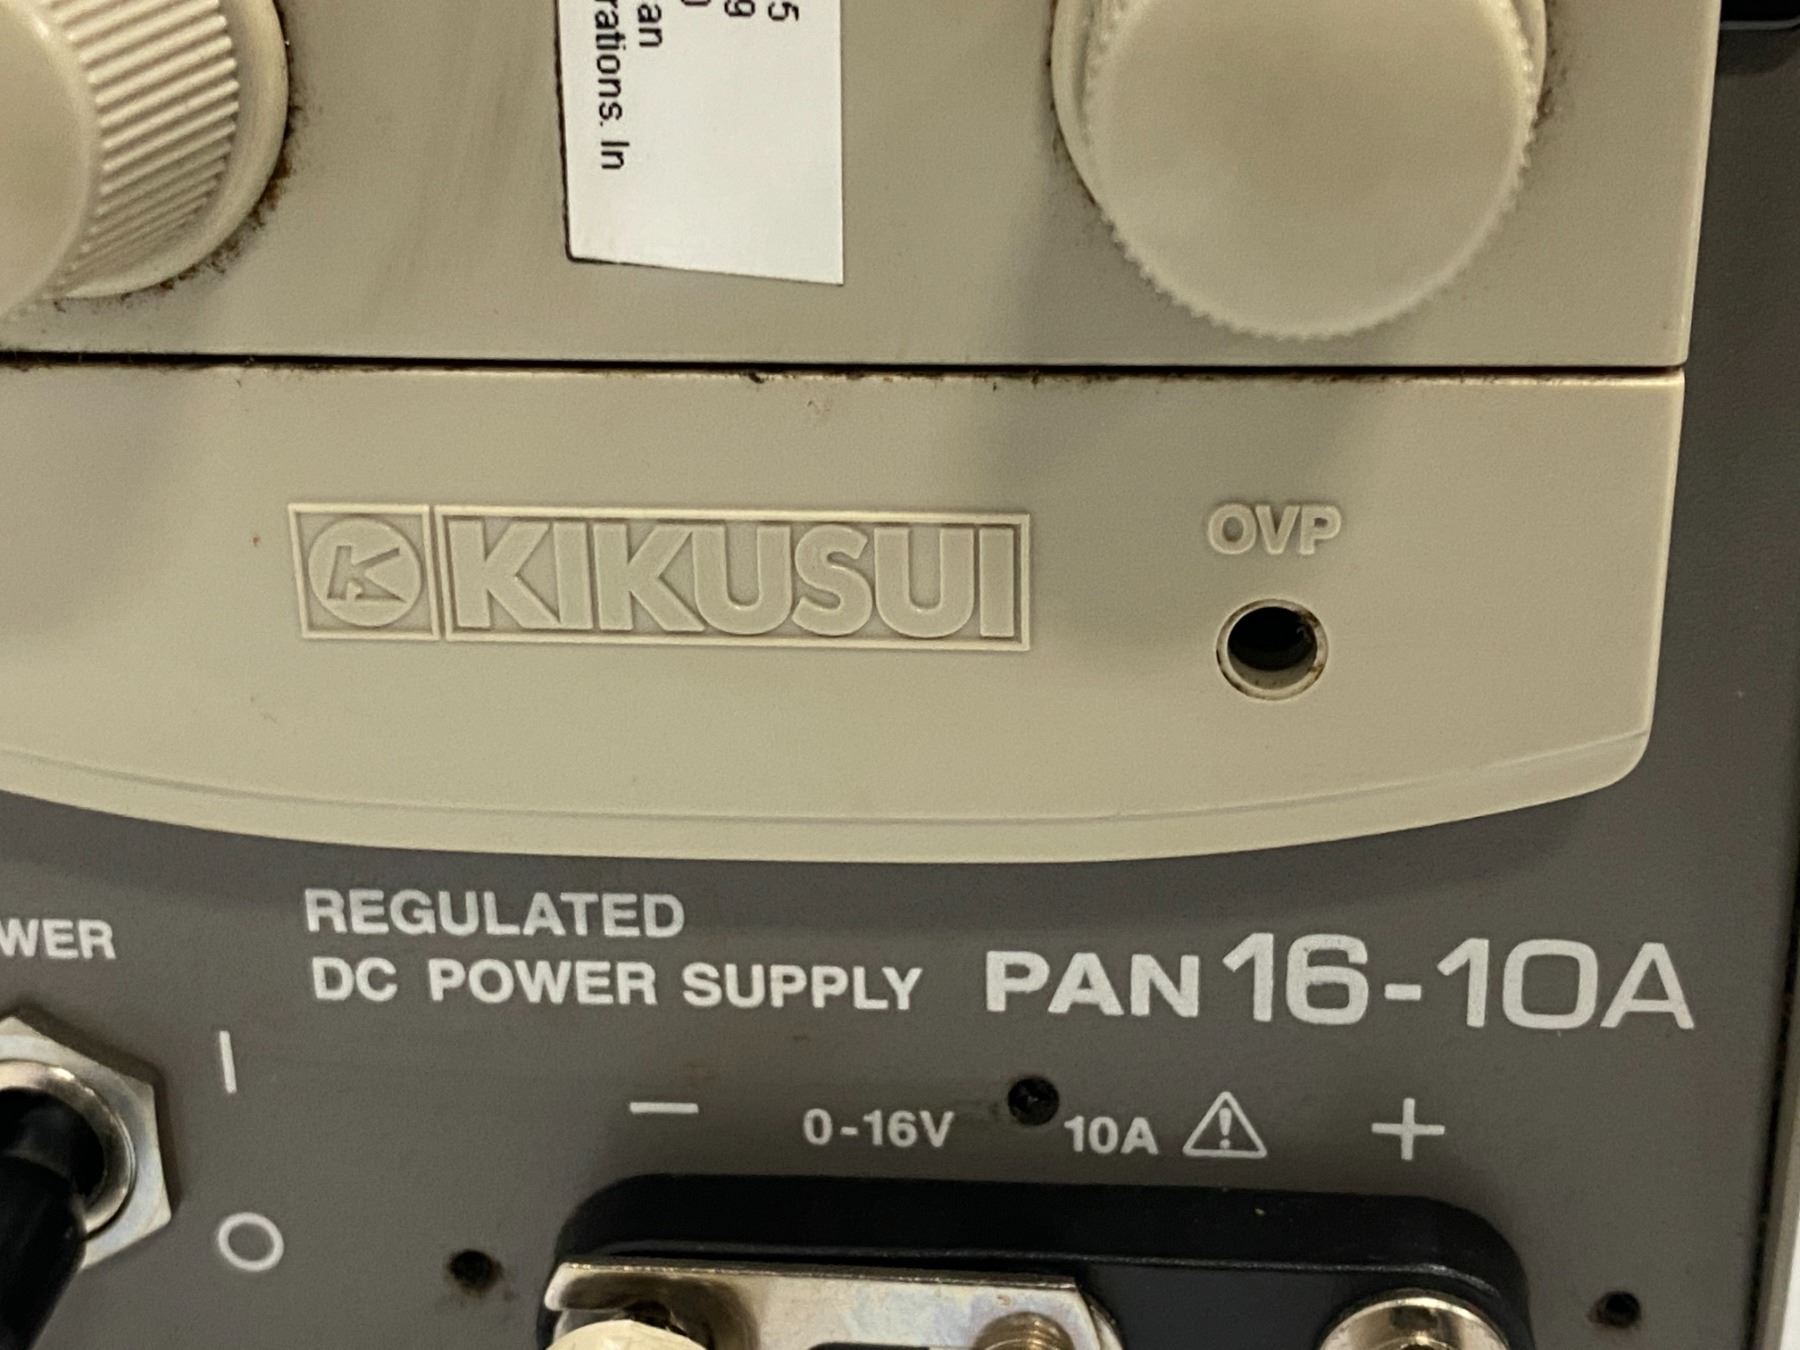 5
g
an
rations. In
KIKUSUI
OVP
WER
REGULATED
DC POWER SUPPLY
PAN 16-10A
I
O
− 0-16V 10A +